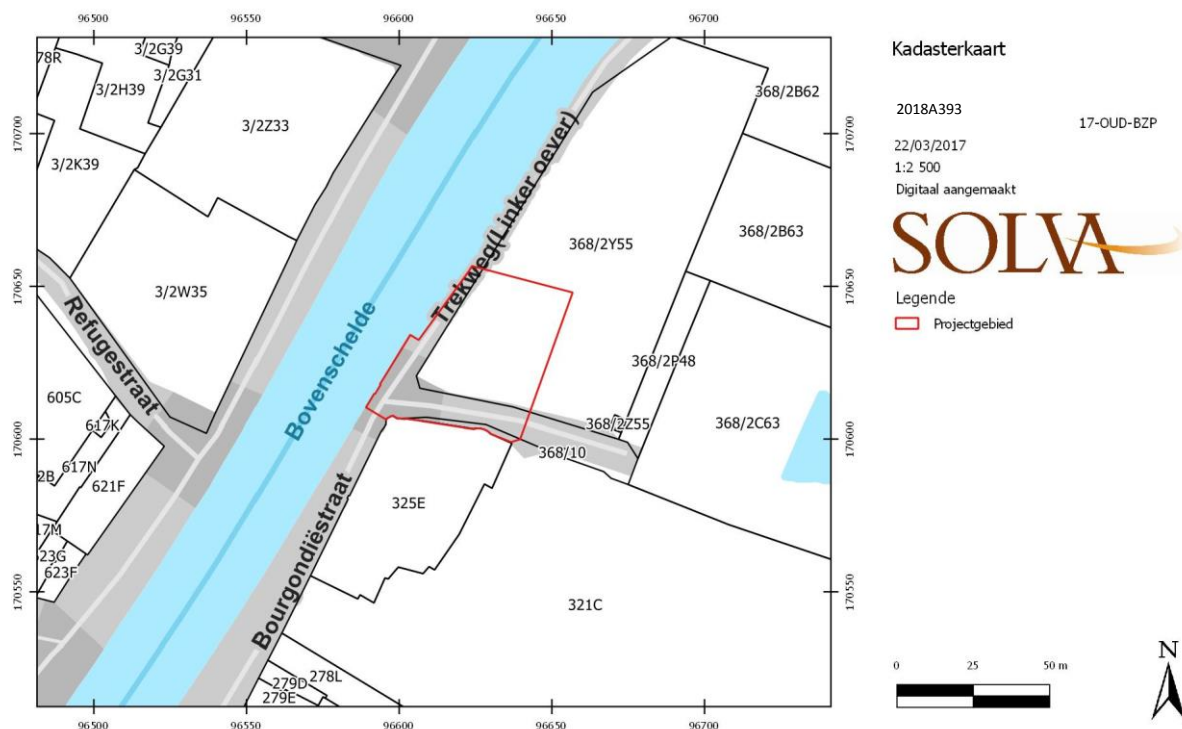 96500 96550 96600 96650 96700
3/2G39
78R
3/2G31
3/2H39
3/2Z33
368/2B62
170700
170700
3/2K39
Trekweg(Linker oever)
368/2B63
368/2Y55
170650
170650
3/2W35
Refugestraat
Bovenschelde
368/2P48
605C
617K
368/2Z55
368/2C63
170600
170600
368/10
617N
2B
621F
325E
17M
23G
623F
Bourgondiëstraat
170550
170550
321C
279D
278L
279E
96500 96550 96600 96650 96700
Kadasterkaart
2018A393
17-OUD-BZP
22/03/2017
1:2 500
Digitaal aangemaakt
SOLVA
Legende
Projectgebied
0 25 50 m
N